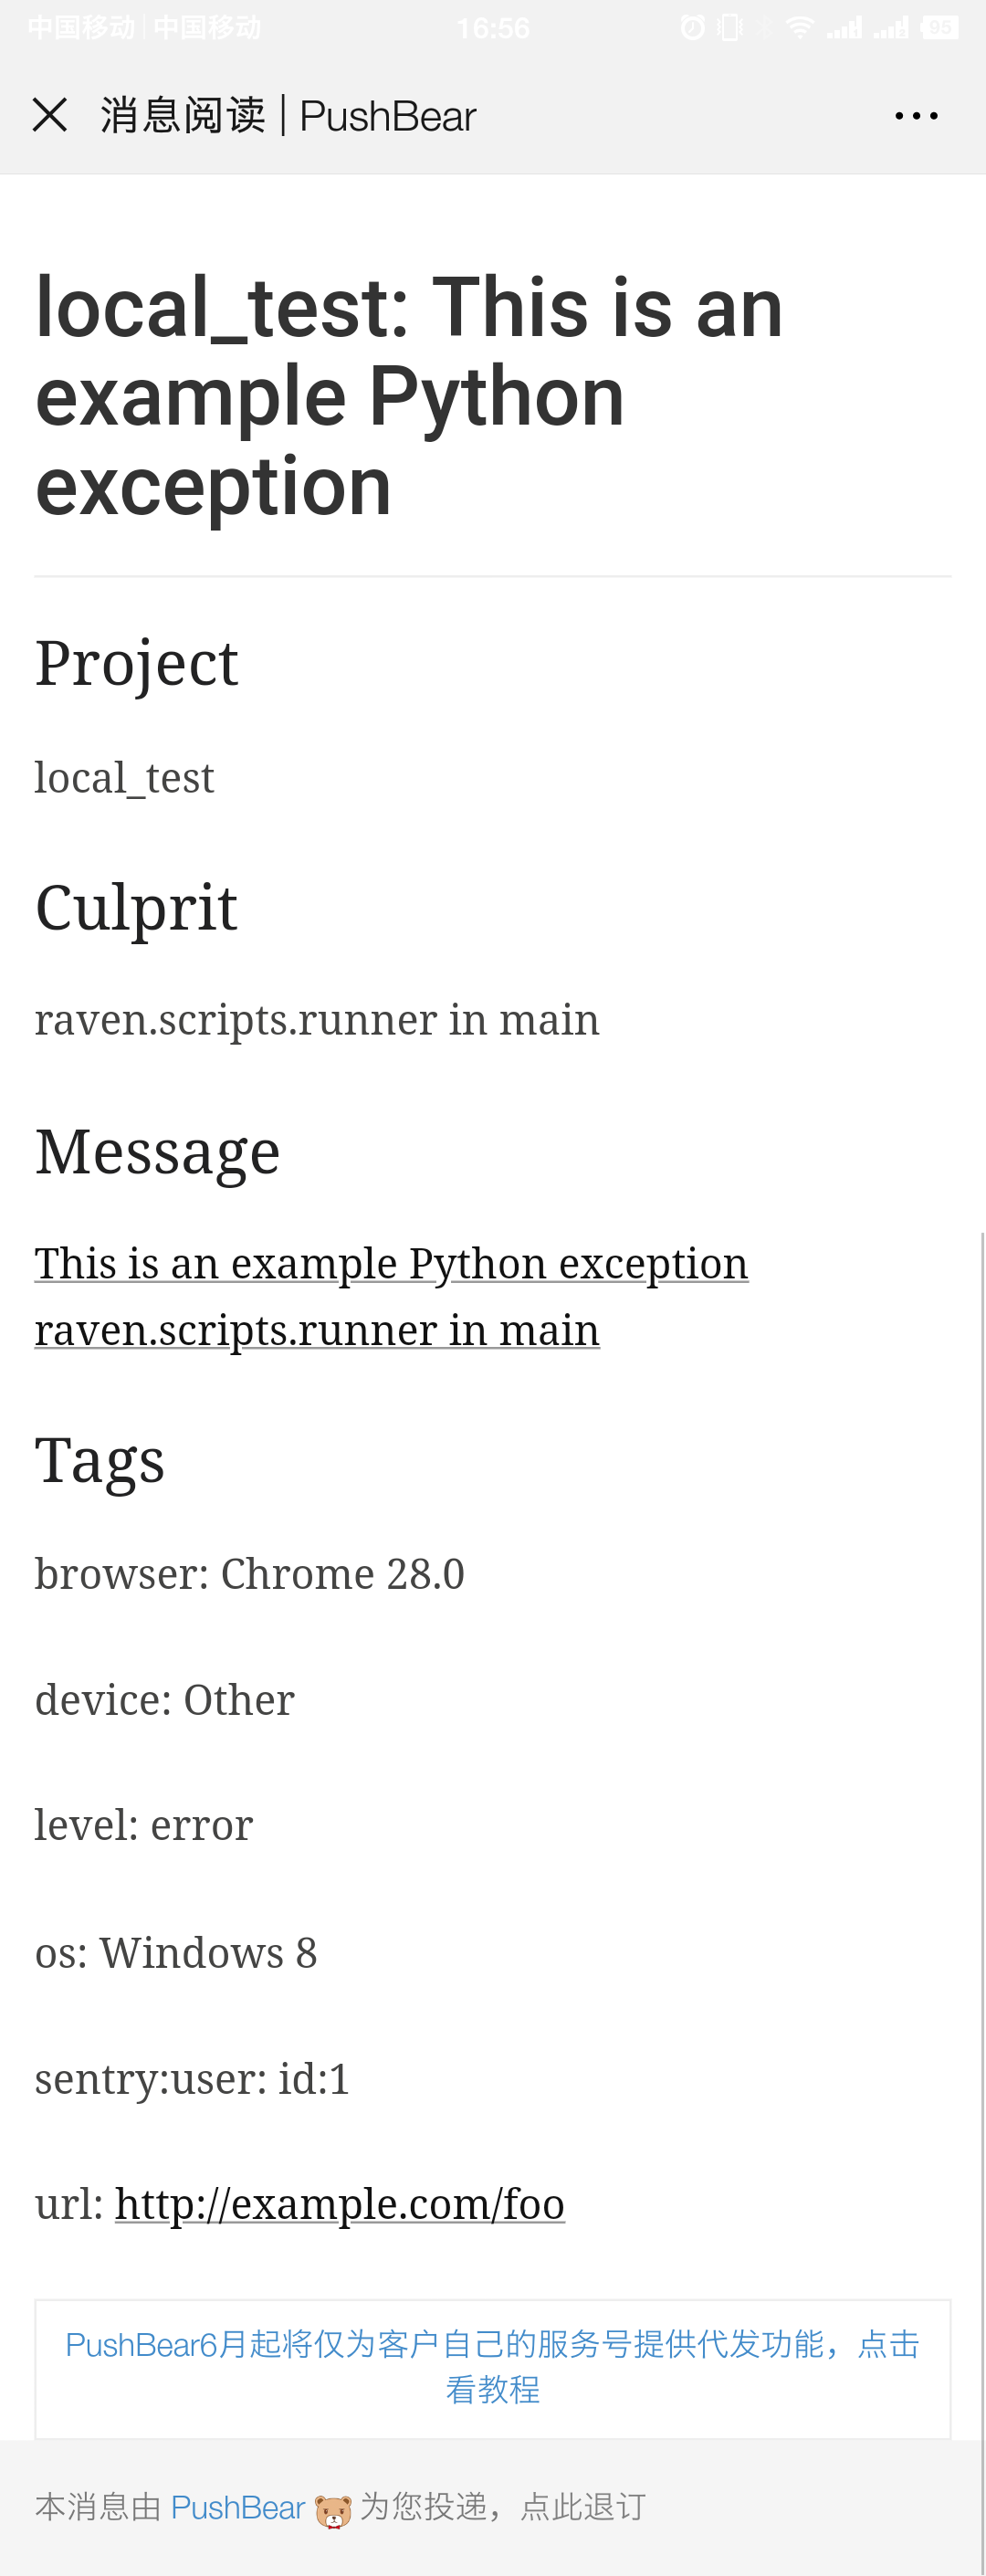 中国移动 | 中国移动 16:56 95
消息阅读 | PushBear
local_test: This is an
example Python
exception
Project
local_test
Culprit
raven.scripts.runner in main
Message
This is an example Python exception
raven.scripts.runner in main
Tags
browser: Chrome 28.0
device: Other
level: error
os: Windows 8
sentry:user: id:1
url: http://example.com/foo
PushBear6月起将仅为客户自己的服务号提供代发功能，点击
看教程
本消息由 PushBear 为您投递，点此退订